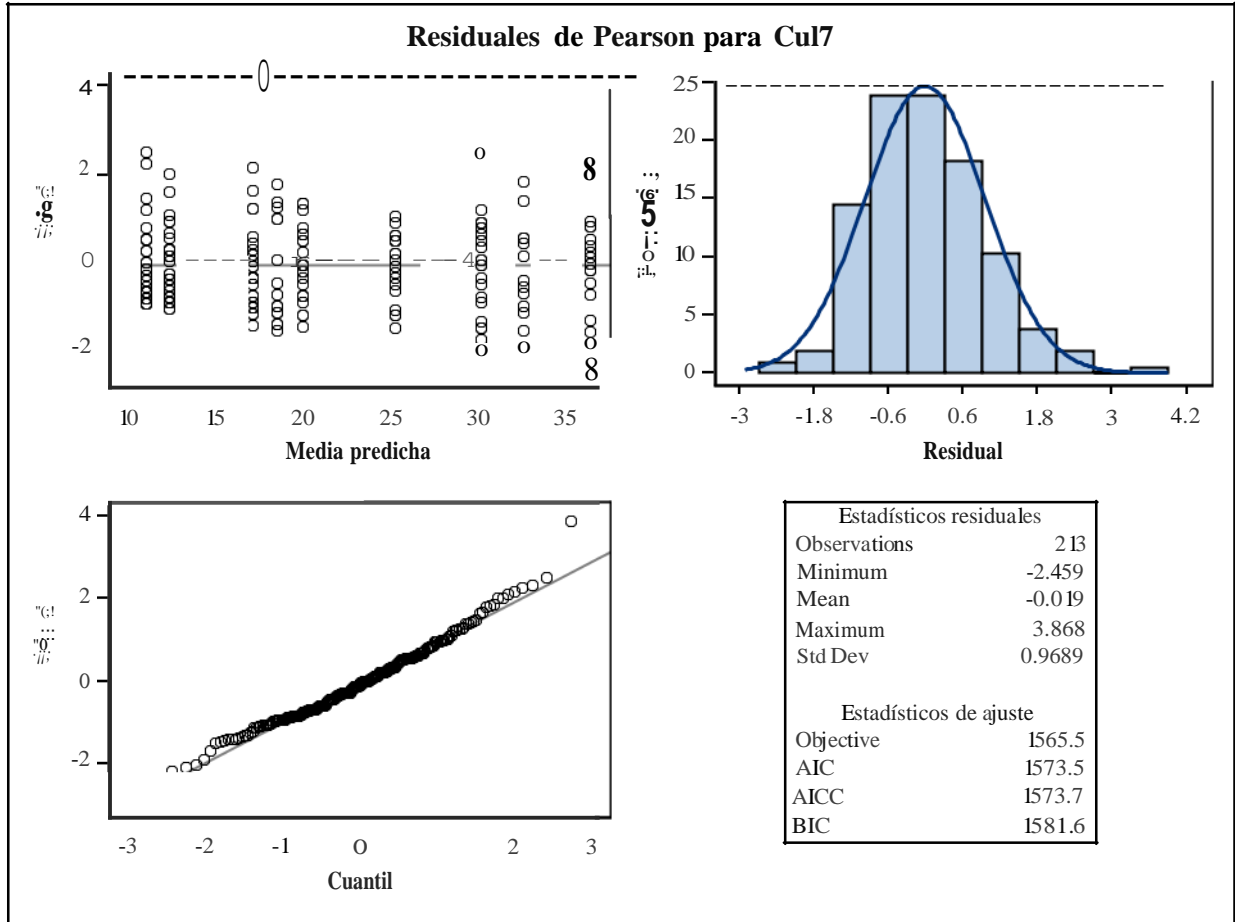 Residuales de Pearson para Cul7
4
2
0
-2
10 15 20 25 30 35
Media predicha
25
20
15
10
5
0
-3 -1.8 -0.6 0.6 1.8 3 4.2
Residual
4
2
0
-2
-3 -2 -1 O 2 3
Cuantil
Estadísticos residuales
Observations 213
Minimum -2.459
Mean -0.019
Maximum 3.868
Std Dev 0.9689
Estadísticos de ajuste
Objective 1565.5
AIC 1573.5
AICC 1573.7
BIC 1581.6